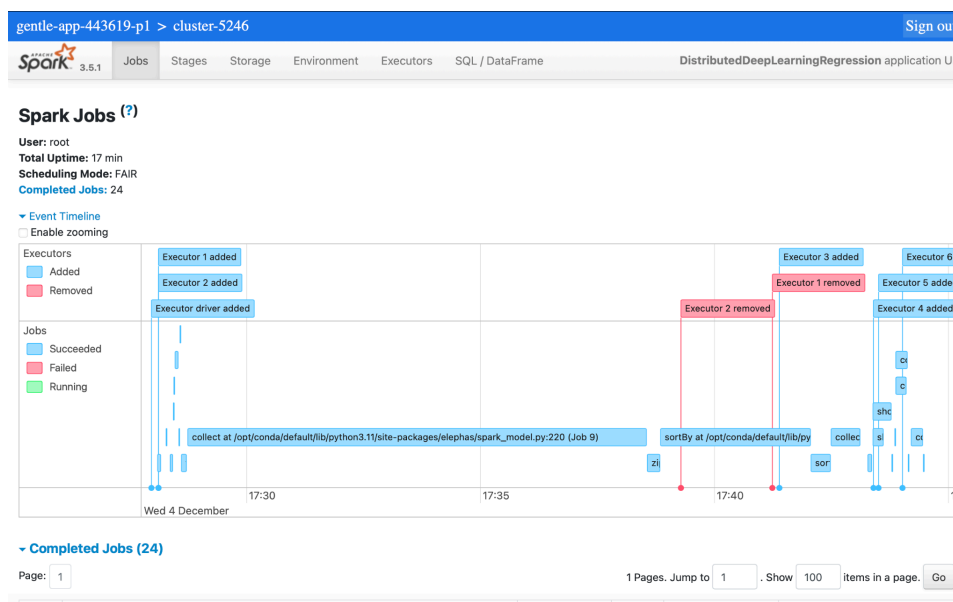 gentle-app-443619-p1 > cluster-5246 Sign ou
APACHE Spark 3.5.1 Jobs Stages Storage Environment Executors SQL / DataFrame DistributedDeepLearningRegression application U
Spark Jobs (?)
User: root
Total Uptime: 17 min
Scheduling Mode: FAIR
Completed Jobs: 24
Event Timeline
Enable zooming
Executors
Added
Removed
Executor 1 added Executor 3 added Executor 6
Executor 2 added Executor 1 removed Executor 5 adde
Executor driver added Executor 2 removed Executor 4 added
Jobs
Succeeded
Failed
Running
co
c
sho
collect at /opt/conda/default/lib/python3.11/site-packages/elephas/spark_model.py:220 (Job 9) sortBy at /opt/conda/default/lib/py collec
zi sor
17:30 17:35 17:40
Wed 4 December
Completed Jobs (24)
Page: 1 1 Pages. Jump to 1 . Show 100 items in a page. Go